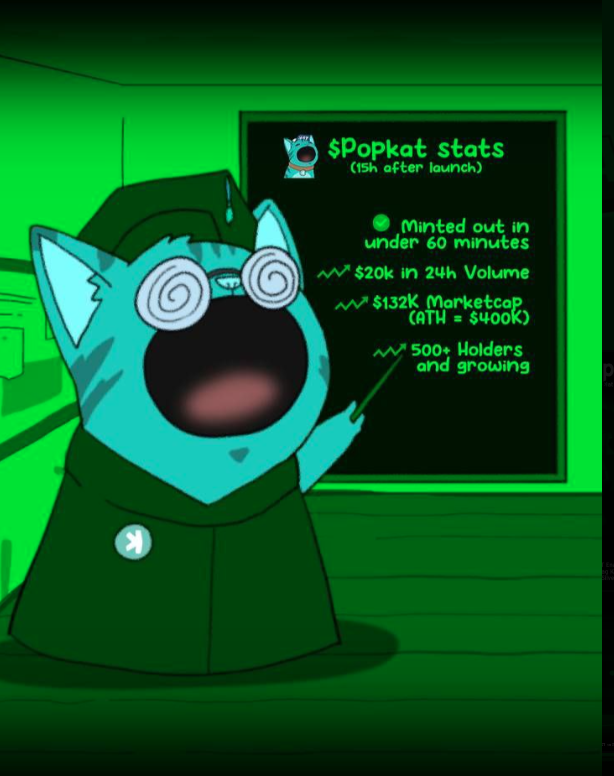 $Popkat stats
(15h after launch)
Minted out in
under 60 minutes
$20k in 24h Volume
$132K Marketcap
(ATH = $400K)
500+ Holders
and growing